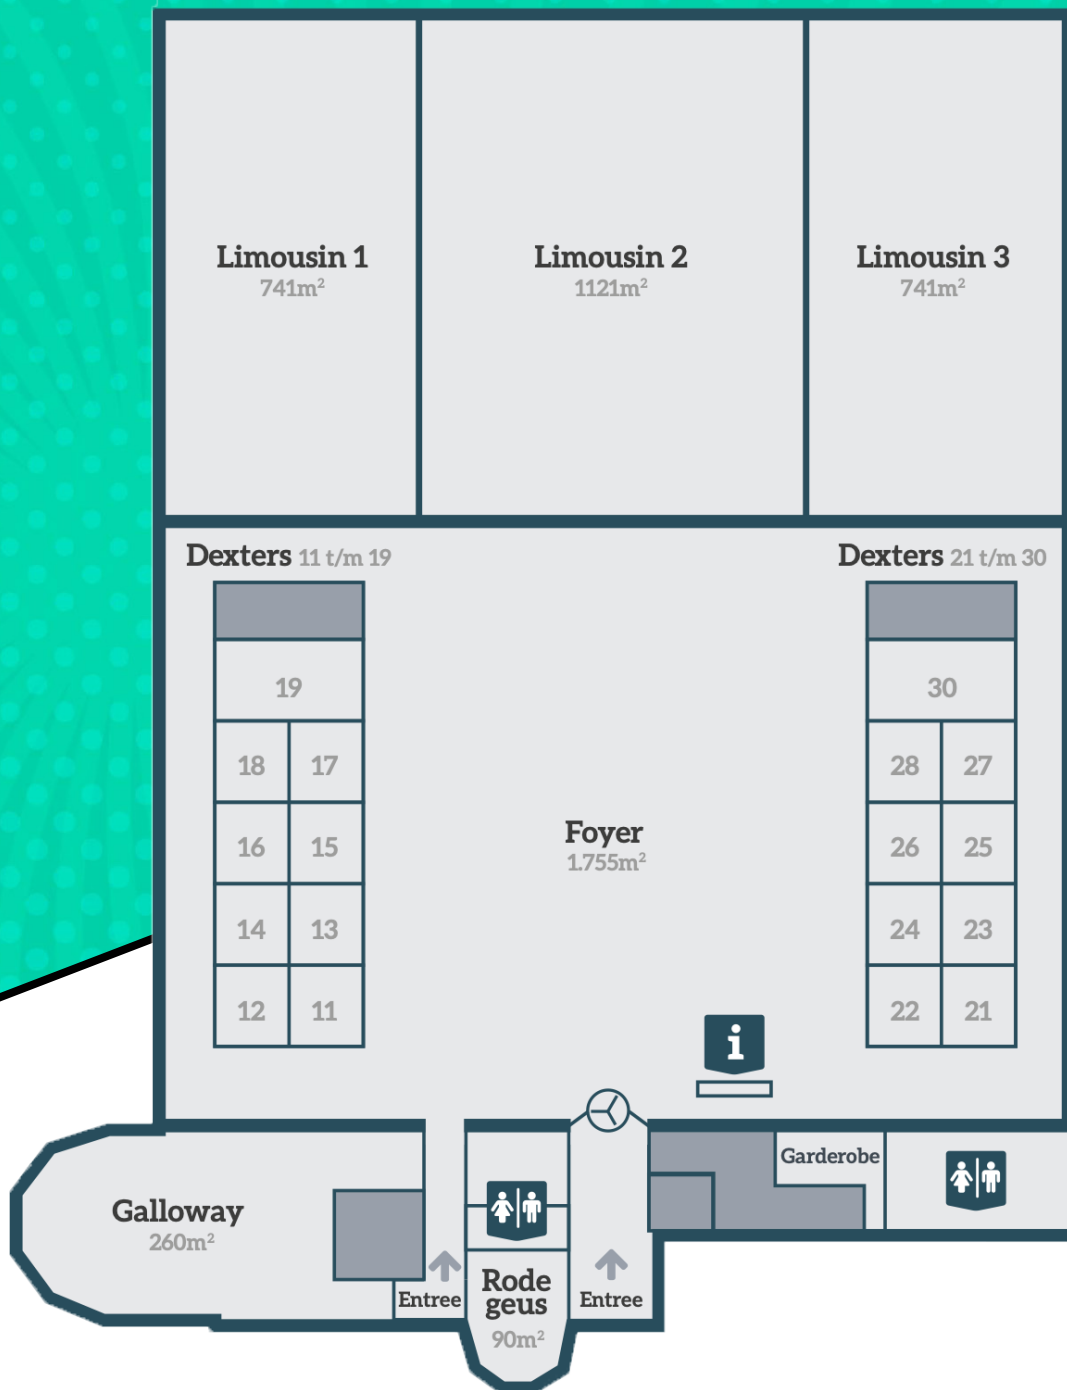 Limousin 1
741m²
Limousin 2
1121m²
Limousin 3
741m²
Dexters 11 t/m 19
Dexters 21 t/m 30
19
30
18 17
28 27
16 15
26 25
Foyer
1.755m²
14 13
24 23
12 11
22 21
i
Garderobe
Galloway
260m²
Entree
Rode
geus
90m²
Entree